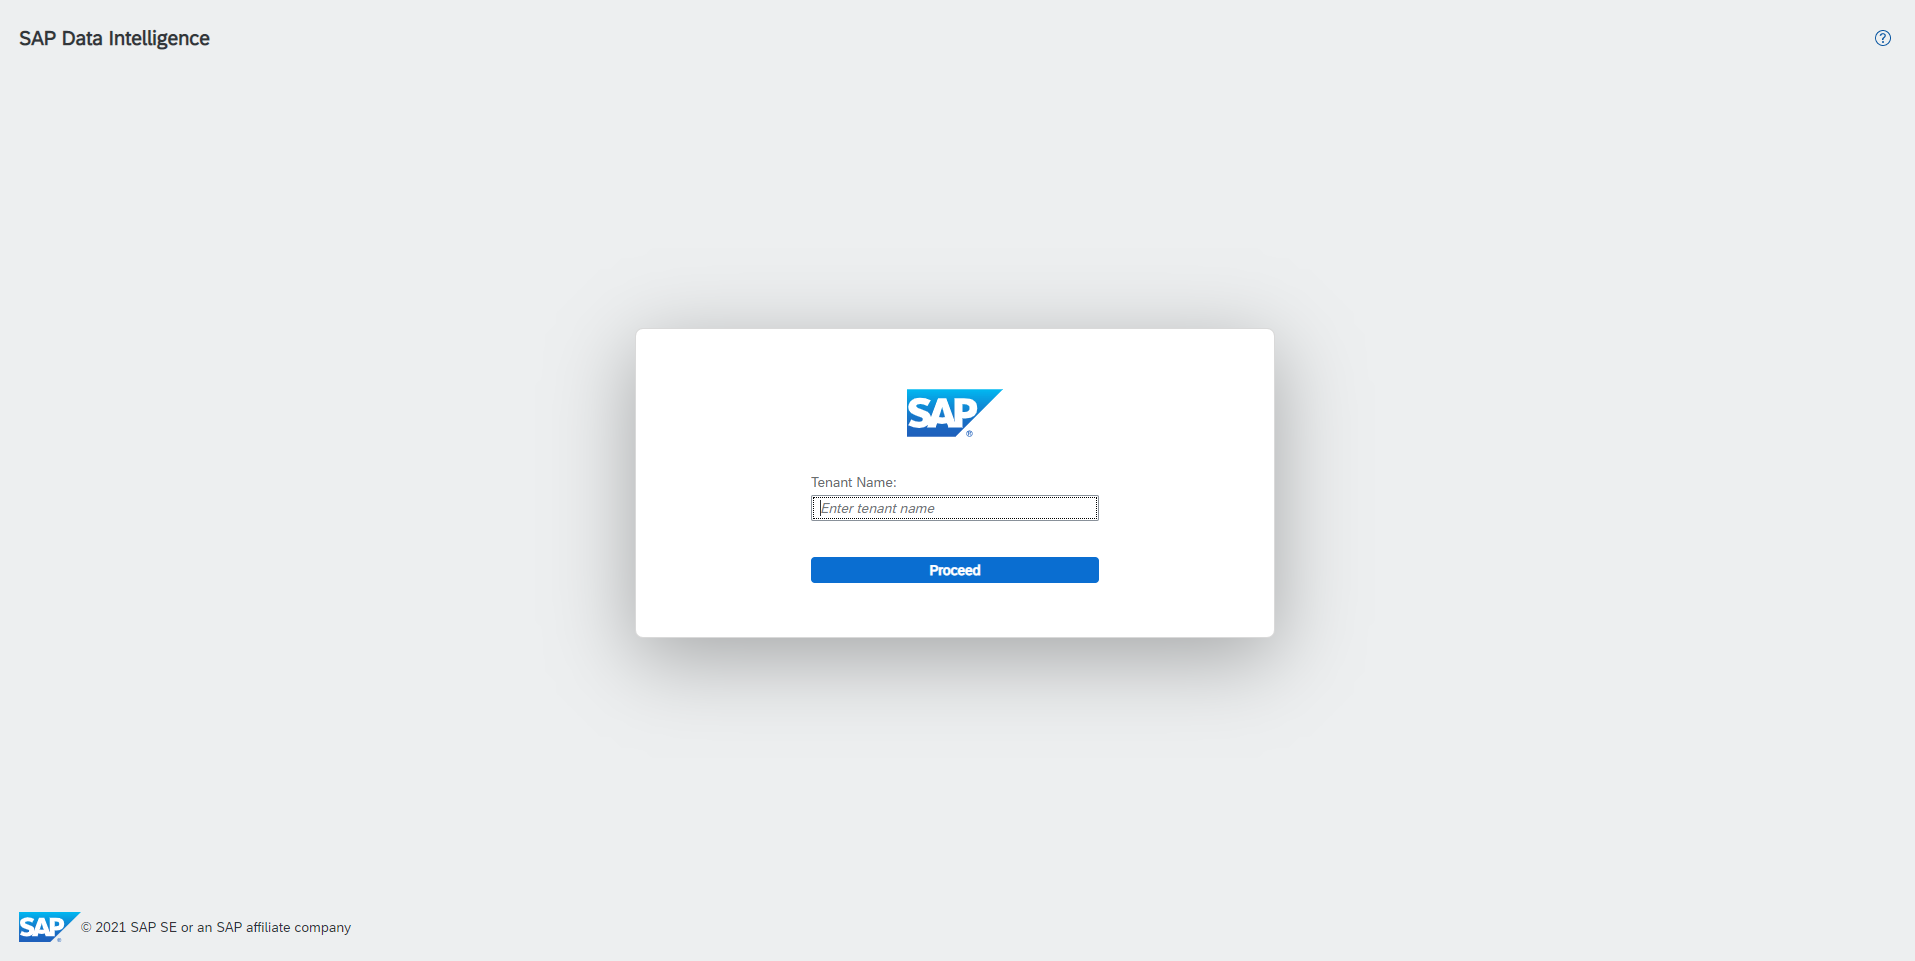 SAP Data Intelligence
SAP®
Tenant Name:
Enter tenant name
Proceed
SAP® © 2021 SAP SE or an SAP affiliate company